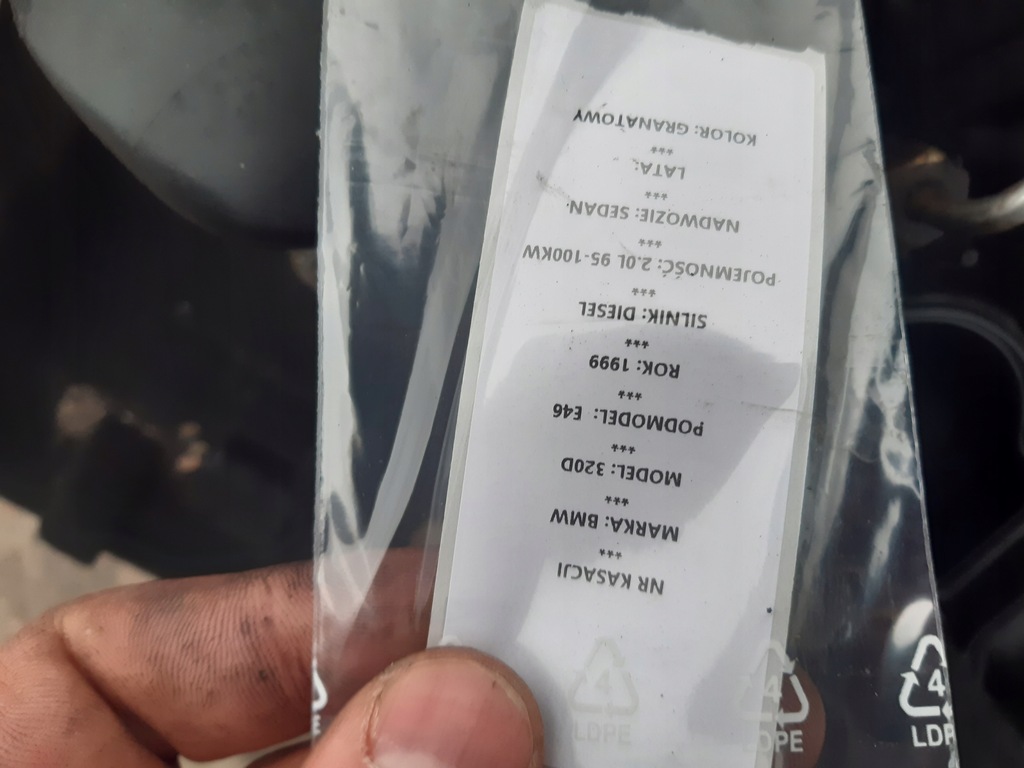 NR KASACJI
***
MARKA: BMW
***
MODEL: 320D
***
PODMODEL: E46
***
ROK: 1999
***
SILNIK: DIESEL
***
POJEMNOŚĆ: 2.0L 95-100KW
***
NADWOZIE: SEDAN
***
LATA:
***
KOLOR: GRANATOWY
4
LDPE
4
LDPE
4
LDP